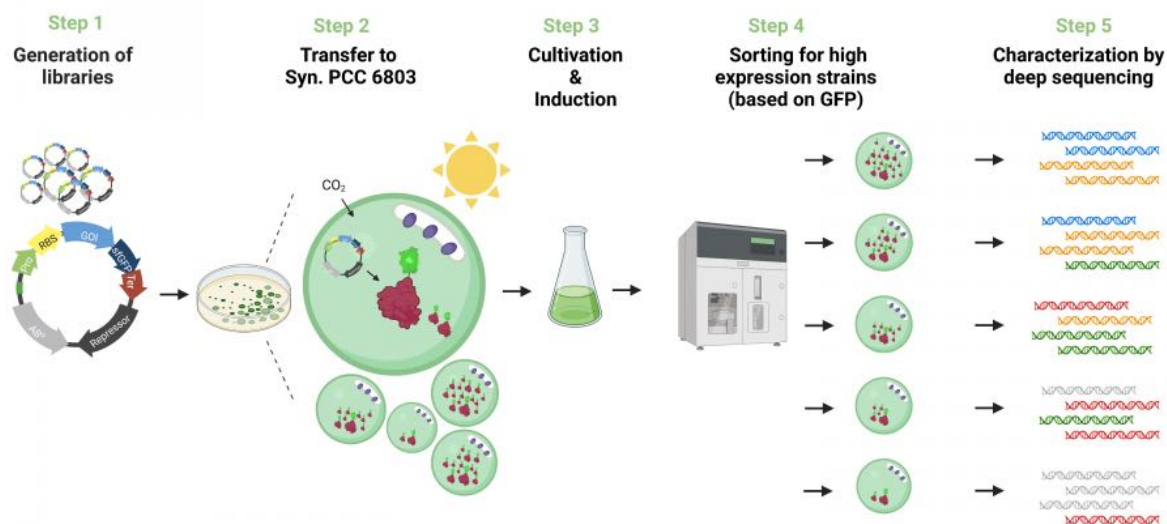 Step 1
Generation of
libraries
Step 2
Transfer to
Syn. PCC 6803
Step 3
Cultivation
&
Induction
Step 4
Sorting for high
expression strains
(based on GFP)
Step 5
Characterization by
deep sequencing
CO₂
Pro
RBS
GOI
sfGFP
Ter
Repressor
ABᴿ